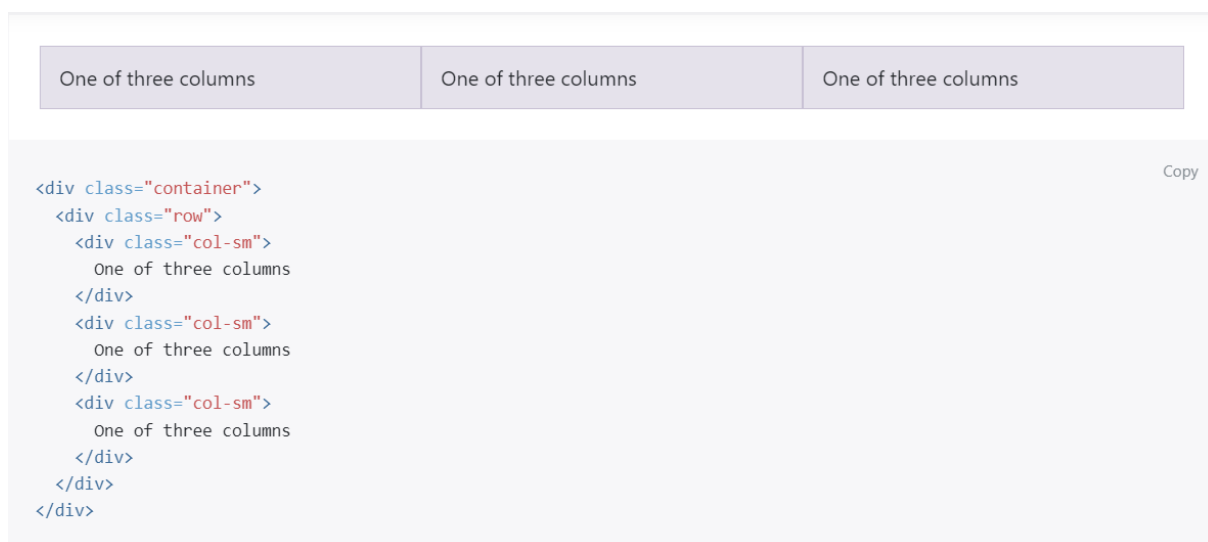 One of three columns One of three columns One of three columns
Copy
<div class="container">
  <div class="row">
    <div class="col-sm">
      One of three columns
    </div>
    <div class="col-sm">
      One of three columns
    </div>
    <div class="col-sm">
      One of three columns
    </div>
  </div>
</div>